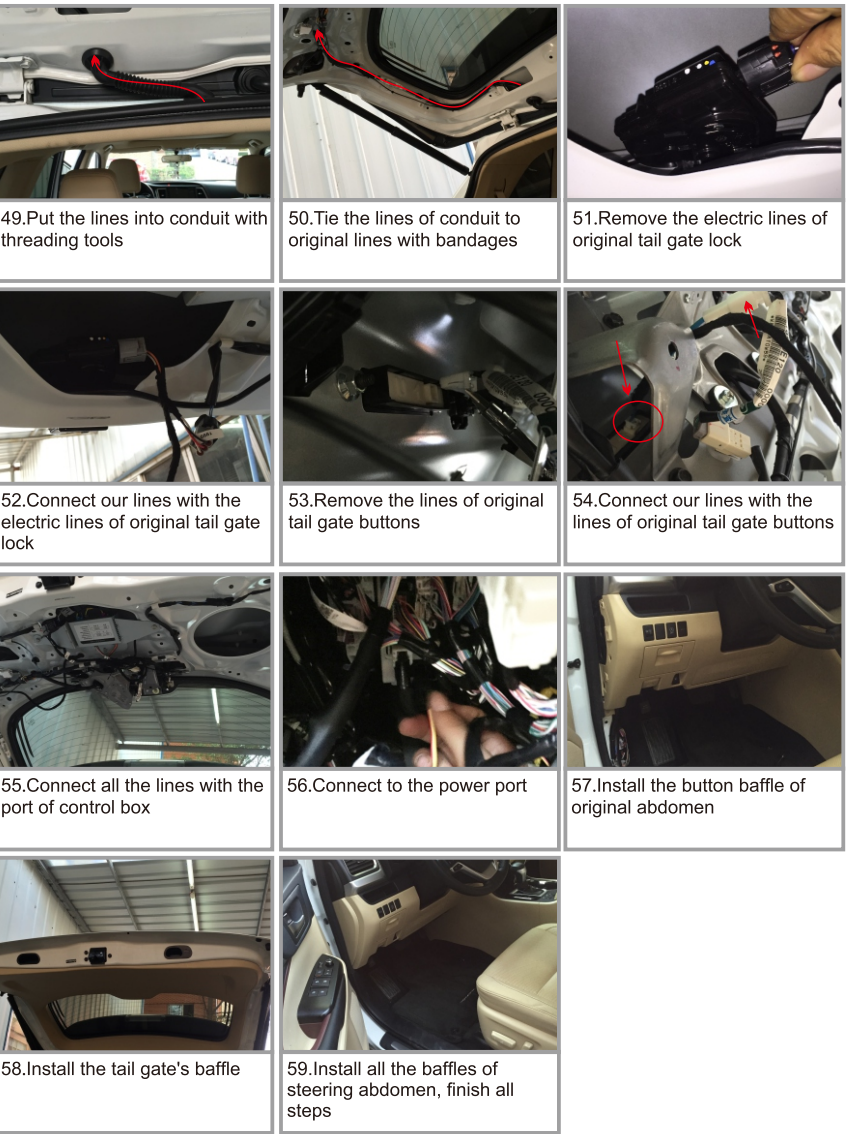 49.Put the lines into conduit with
threading tools
50.Tie the lines of conduit to
original lines with bandages
51.Remove the electric lines of
original tail gate lock
52.Connect our lines with the
electric lines of original tail gate
lock
53.Remove the lines of original
tail gate buttons
54.Connect our lines with the
lines of original tail gate buttons
55.Connect all the lines with the
port of control box
56.Connect to the power port
57.Install the button baffle of
original abdomen
58.Install the tail gate's baffle
59.Install all the baffles of
steering abdomen, finish all
steps